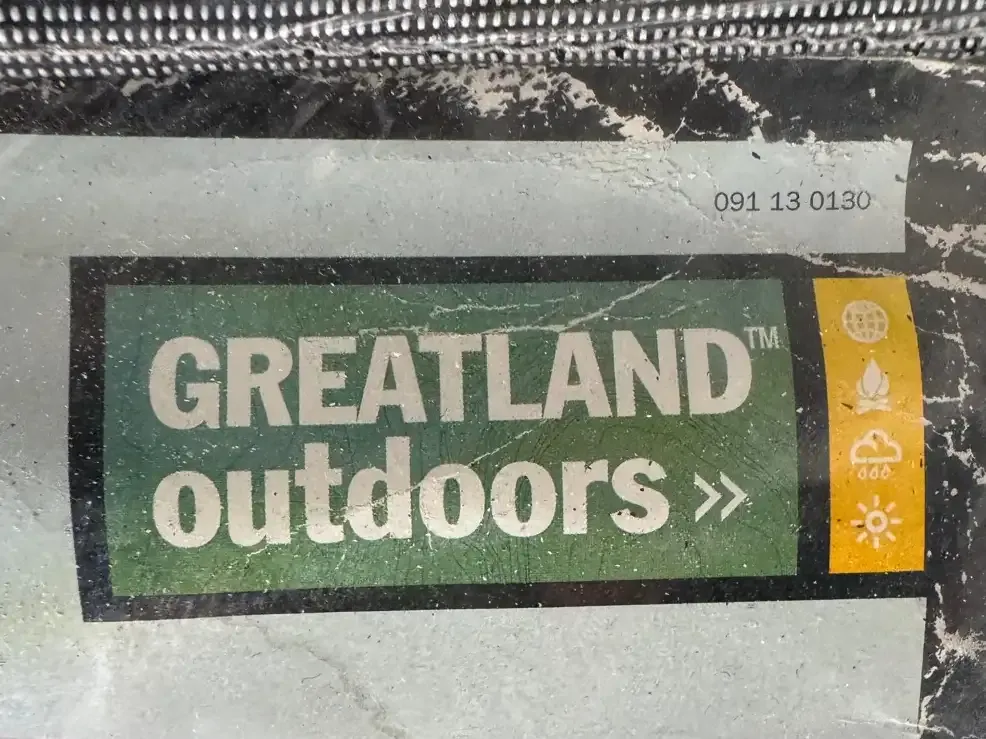 091 13 0130
GREATLAND™
outdoors »